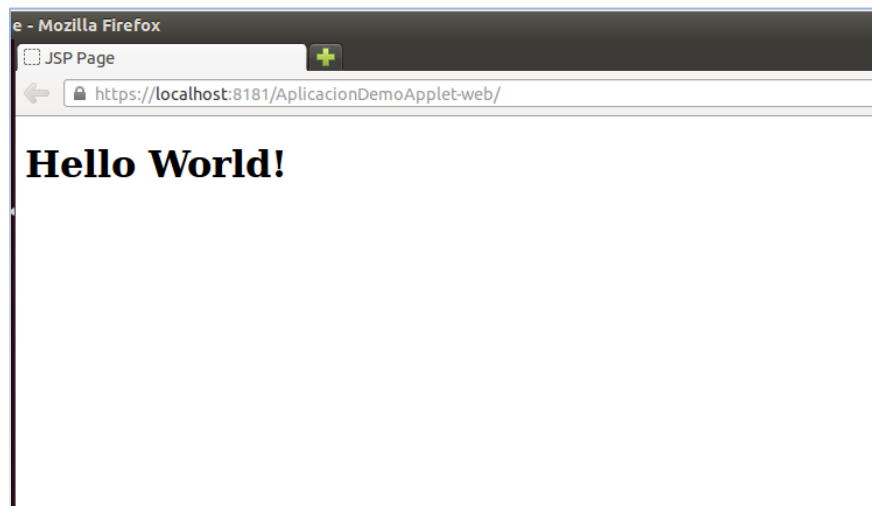 e - Mozilla Firefox
JSP Page
https://localhost:8181/AplicacionDemoApplet-web/
Hello World!